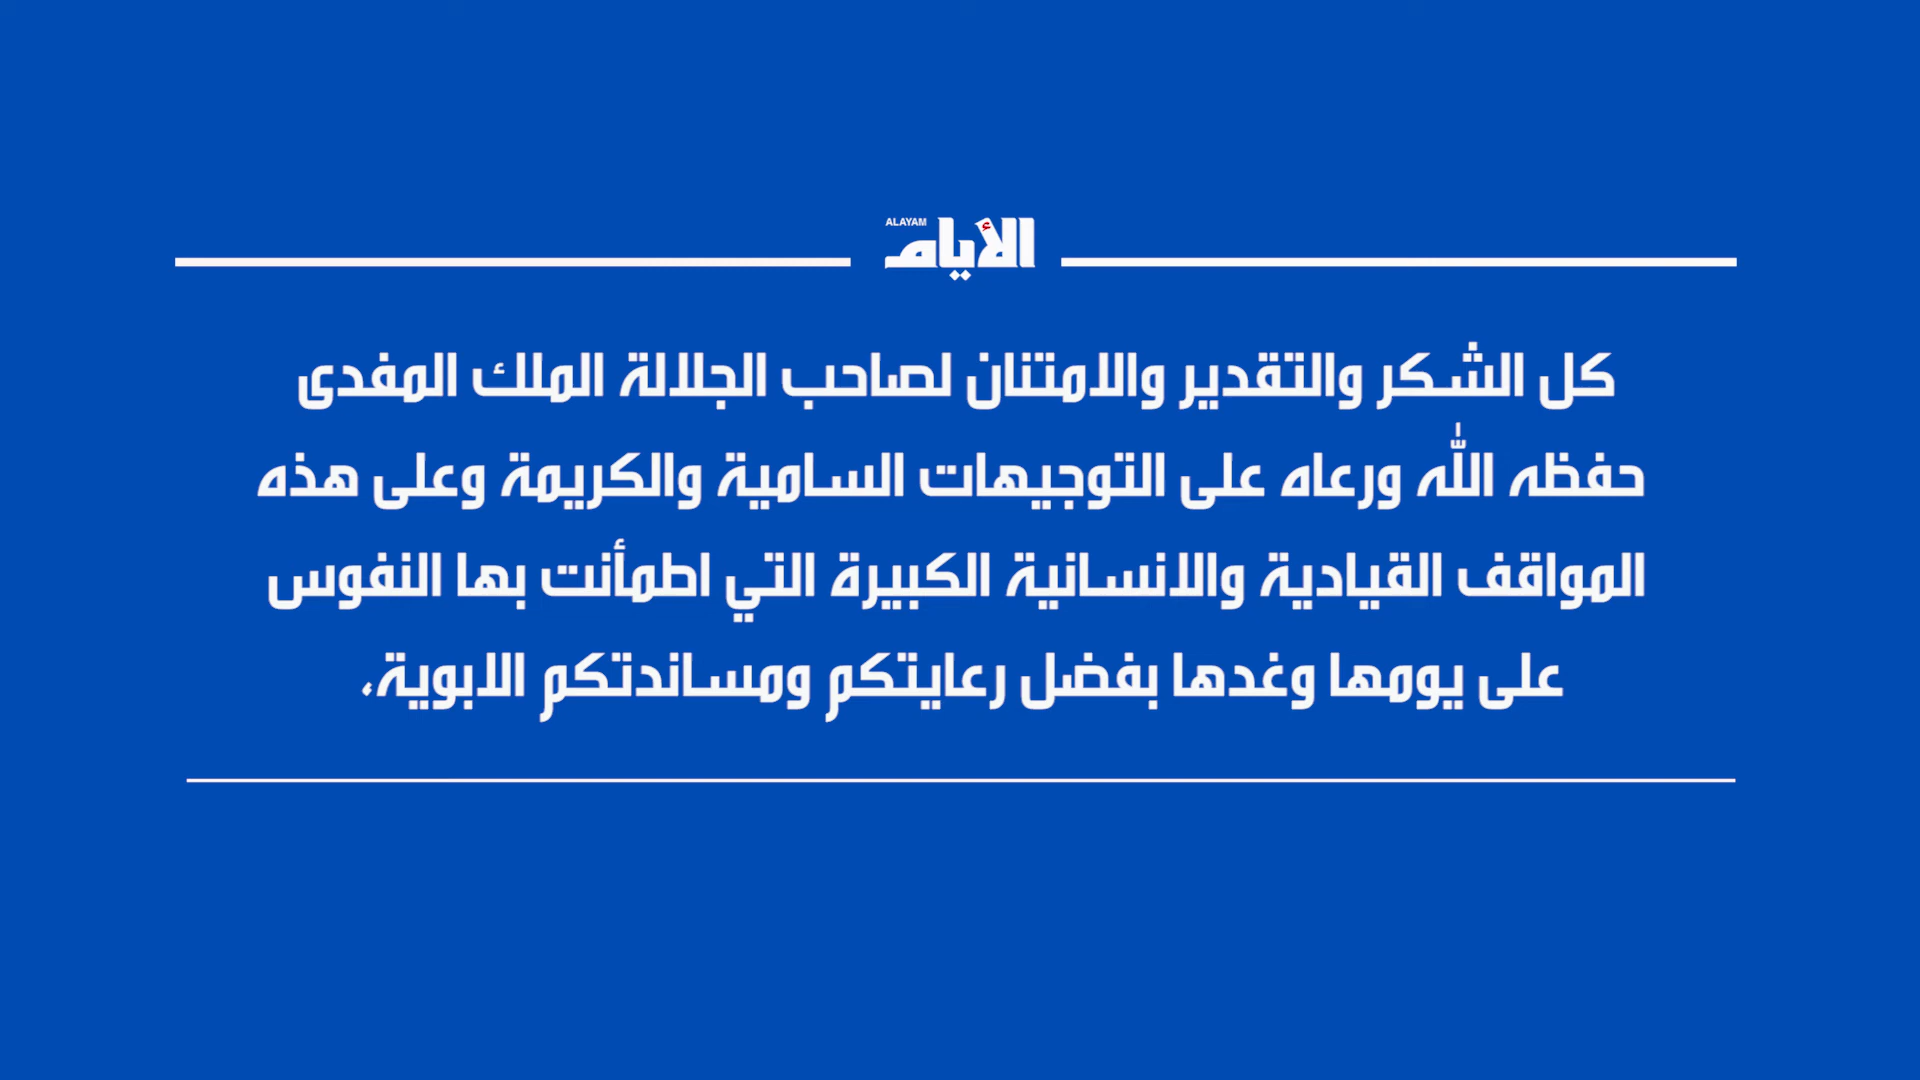 ALAYAM
الأيام
كل الشكر والتقدير والامتنان لصاحب الجلالة الملك المفدى
حفظه الله ورعاه على التوجيهات السامية والكريمة وعلى هذه
المواقف القيادية والانسانية الكبيرة التي اطمأنت بها النفوس
على يومها وغدها بفضل رعايتكم ومساندتكم الابوية،